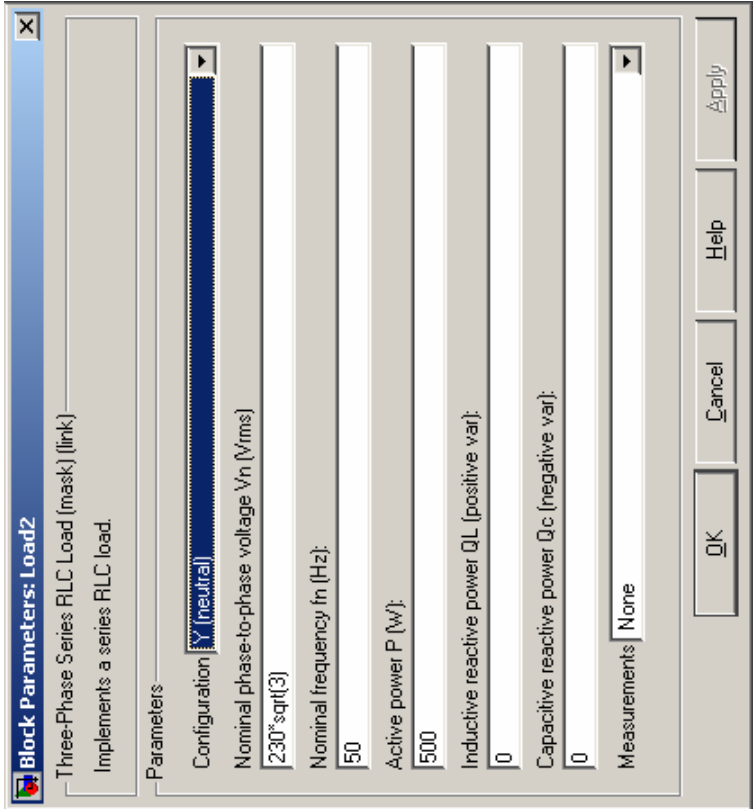 Block Parameters: Load2
Three-Phase Series RLC Load (mask) (link)
Implements a series RLC load.
Parameters
Configuration Y (neutral)
Nominal phase-to-phase voltage Vn (Vrms)
230*sqrt(3)
Nominal frequency fn (Hz):
50
Active power P (W):
500
Inductive reactive power QL (positive var):
0
Capacitive reactive power Qc (negative var):
0
Measurements None
OK Cancel Help Apply